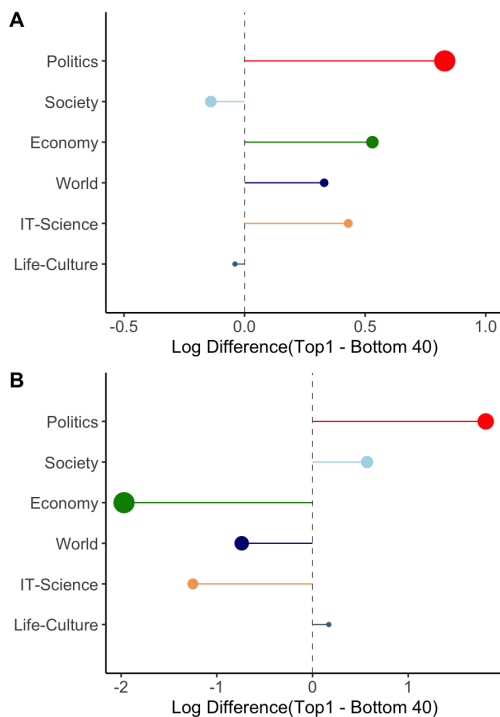 A
Politics
Society
Economy
World
IT-Science
Life-Culture
-0.5 0.0 0.5 1.0
Log Difference(Top1 - Bottom 40)
B
Politics
Society
Economy
World
IT-Science
Life-Culture
-2 -1 0 1
Log Difference(Top1 - Bottom 40)